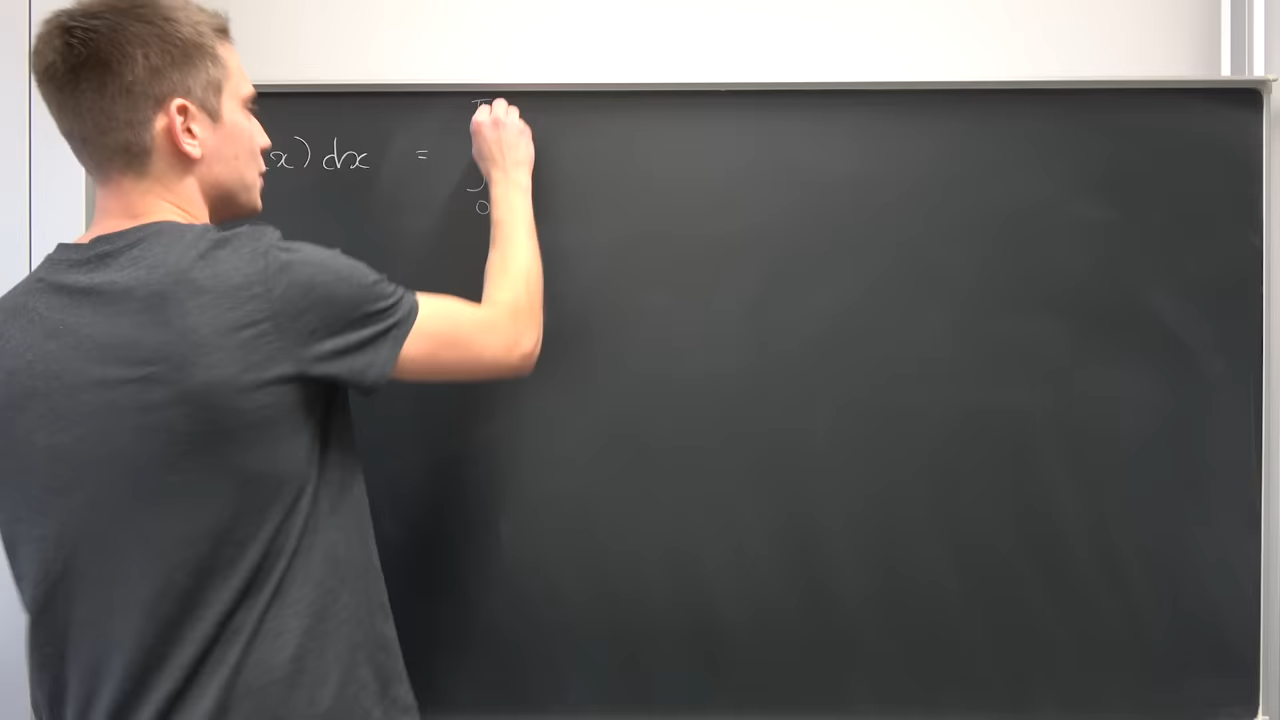 x) dx = ∫ 0